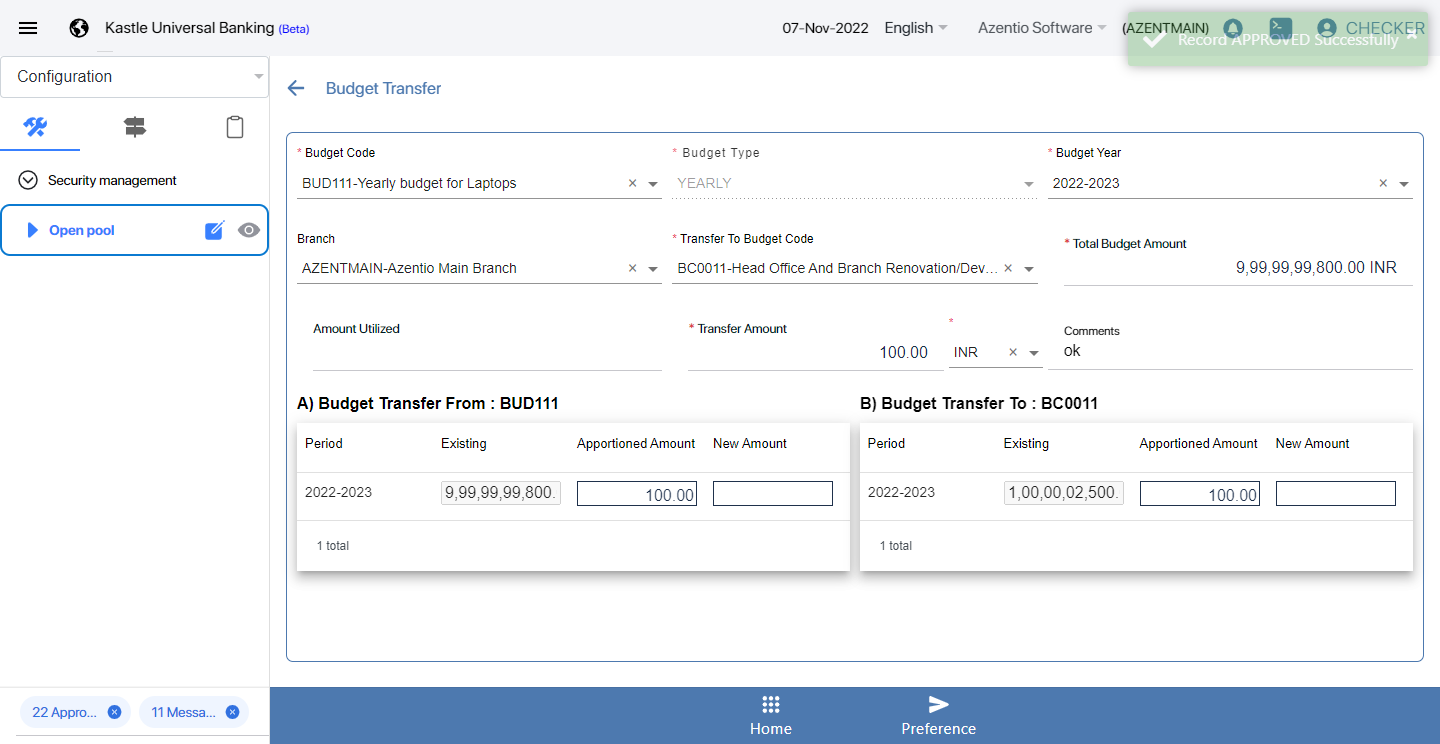 Kastle Universal Banking (Beta)
07-Nov-2022
English
Azentio Software
(AZENTMAIN)
CHECKER
Record APPROVED Successfully
Configuration
Security management
Open pool
22 Appro...
11 Messa...
Budget Transfer
* Budget Code
BUD111-Yearly budget for Laptops
* Budget Type
YEARLY
* Budget Year
2022-2023
Branch
AZENTMAIN-Azentio Main Branch
* Transfer To Budget Code
BC0011-Head Office And Branch Renovation/Dev...
* Total Budget Amount
9,99,99,99,800.00 INR
Amount Utilized
* Transfer Amount
100.00
*
INR
Comments
ok
A) Budget Transfer From : BUD111
Period Existing Apportioned Amount New Amount
2022-2023 9,99,99,99,800. 100.00
1 total
B) Budget Transfer To : BC0011
Period Existing Apportioned Amount New Amount
2022-2023 1,00,00,02,500. 100.00
1 total
Home
Preference